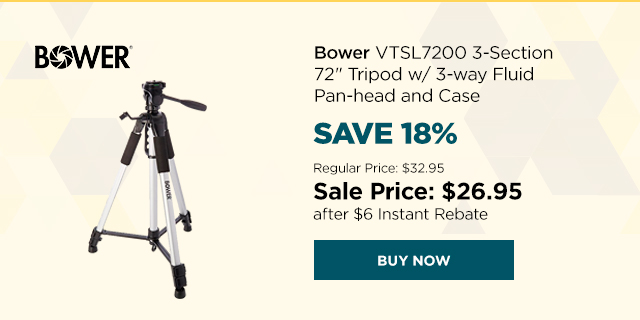 BOWER®
Bower VTSL7200 3-Section
72" Tripod w/ 3-way Fluid
Pan-head and Case
SAVE 18%
Regular Price: $32.95
Sale Price: $26.95
after $6 Instant Rebate
BUY NOW
BOWER